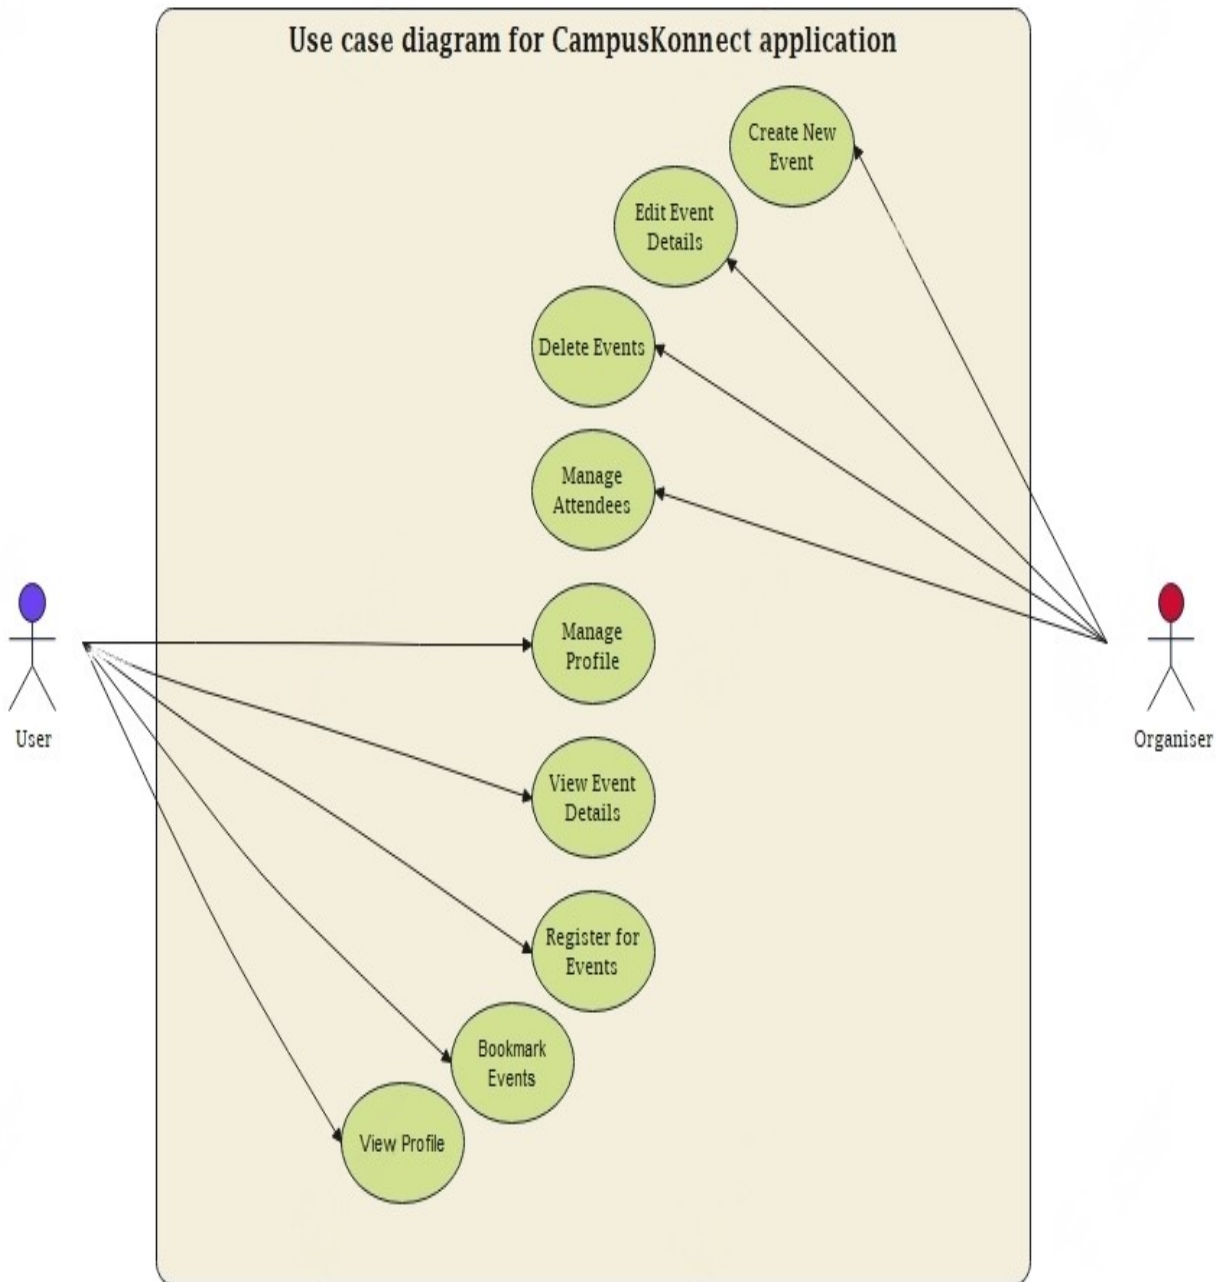 Use case diagram for CampusKonnect application
Create New
Event
Edit Event
Details
Delete Events
Manage
Attendees
Manage
Profile
User
Organiser
View Event
Details
Register for
Events
Bookmark
Events
View Profile